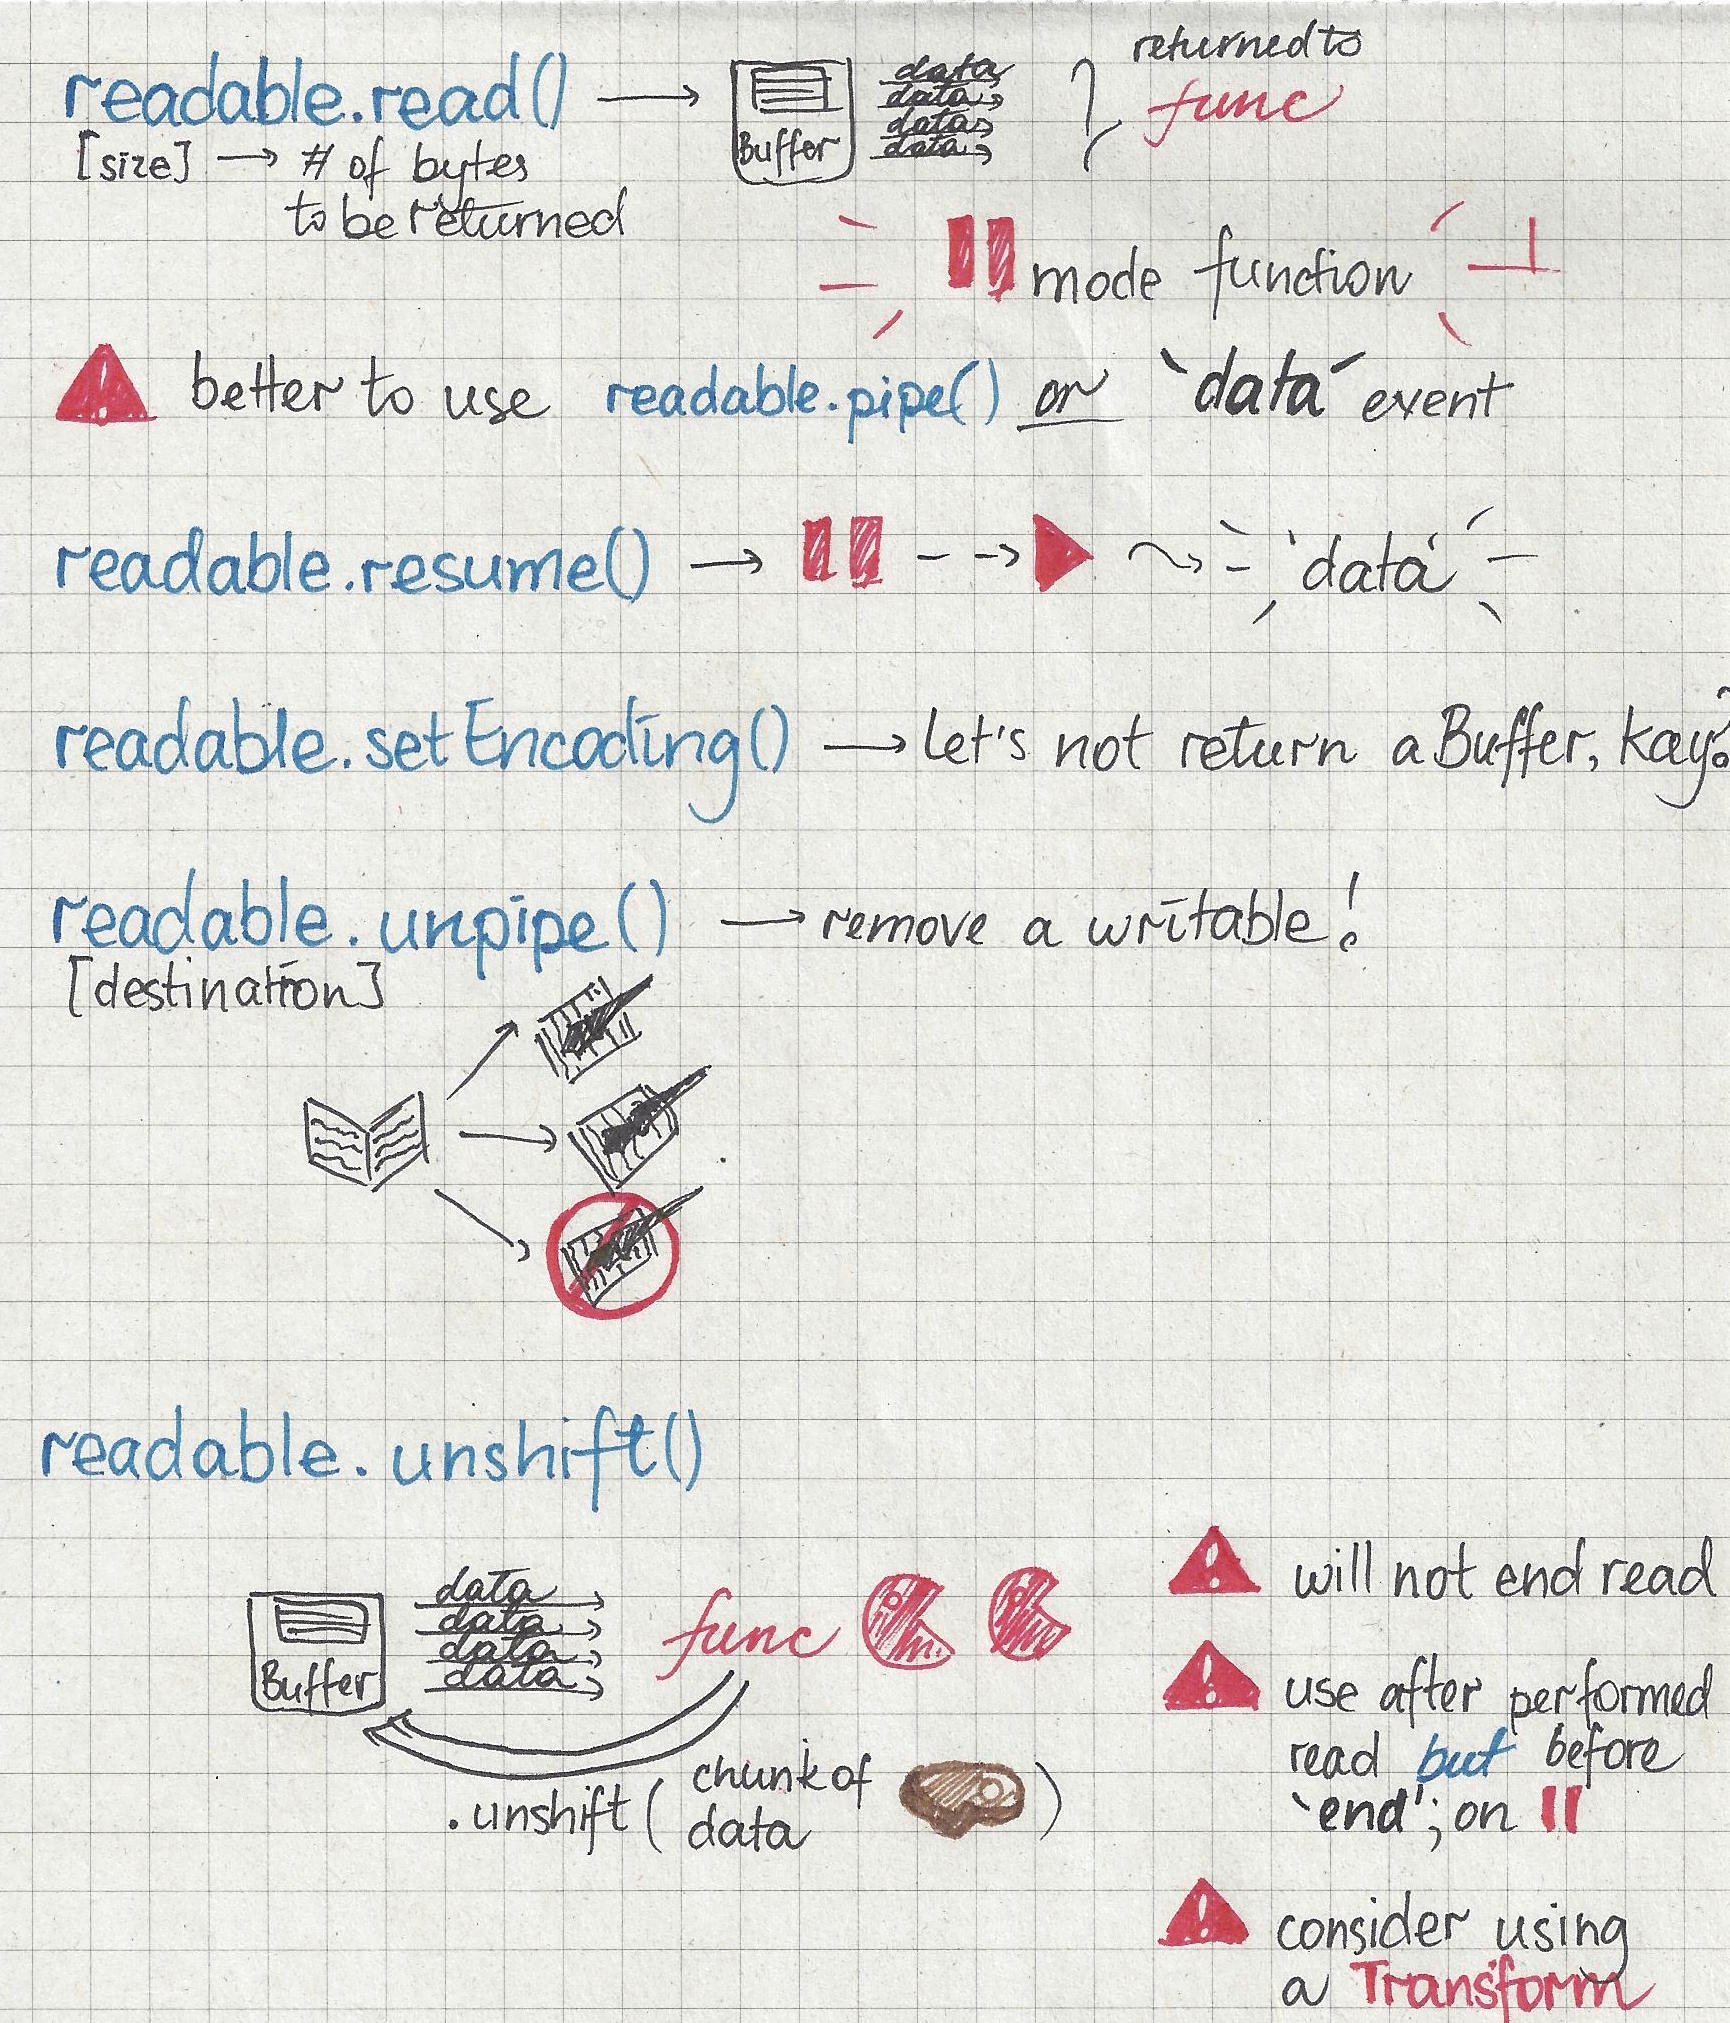 readable.read() → Buffer data data data data } returned to func
[size] → # of bytes
to be returned
mode function
! better to use readable.pipe() or `data´ event
readable.resume() → 'data'
readable.setEncoding() → Let's not return a Buffer, kay?
readable.unpipe() → remove a writable!
[destination]
readable.unshift()
Buffer
data
data
data
data
func
.unshift( chunk of data )
! will not end read
! use after performed
read but before
`end'; on
! consider using
a Transform